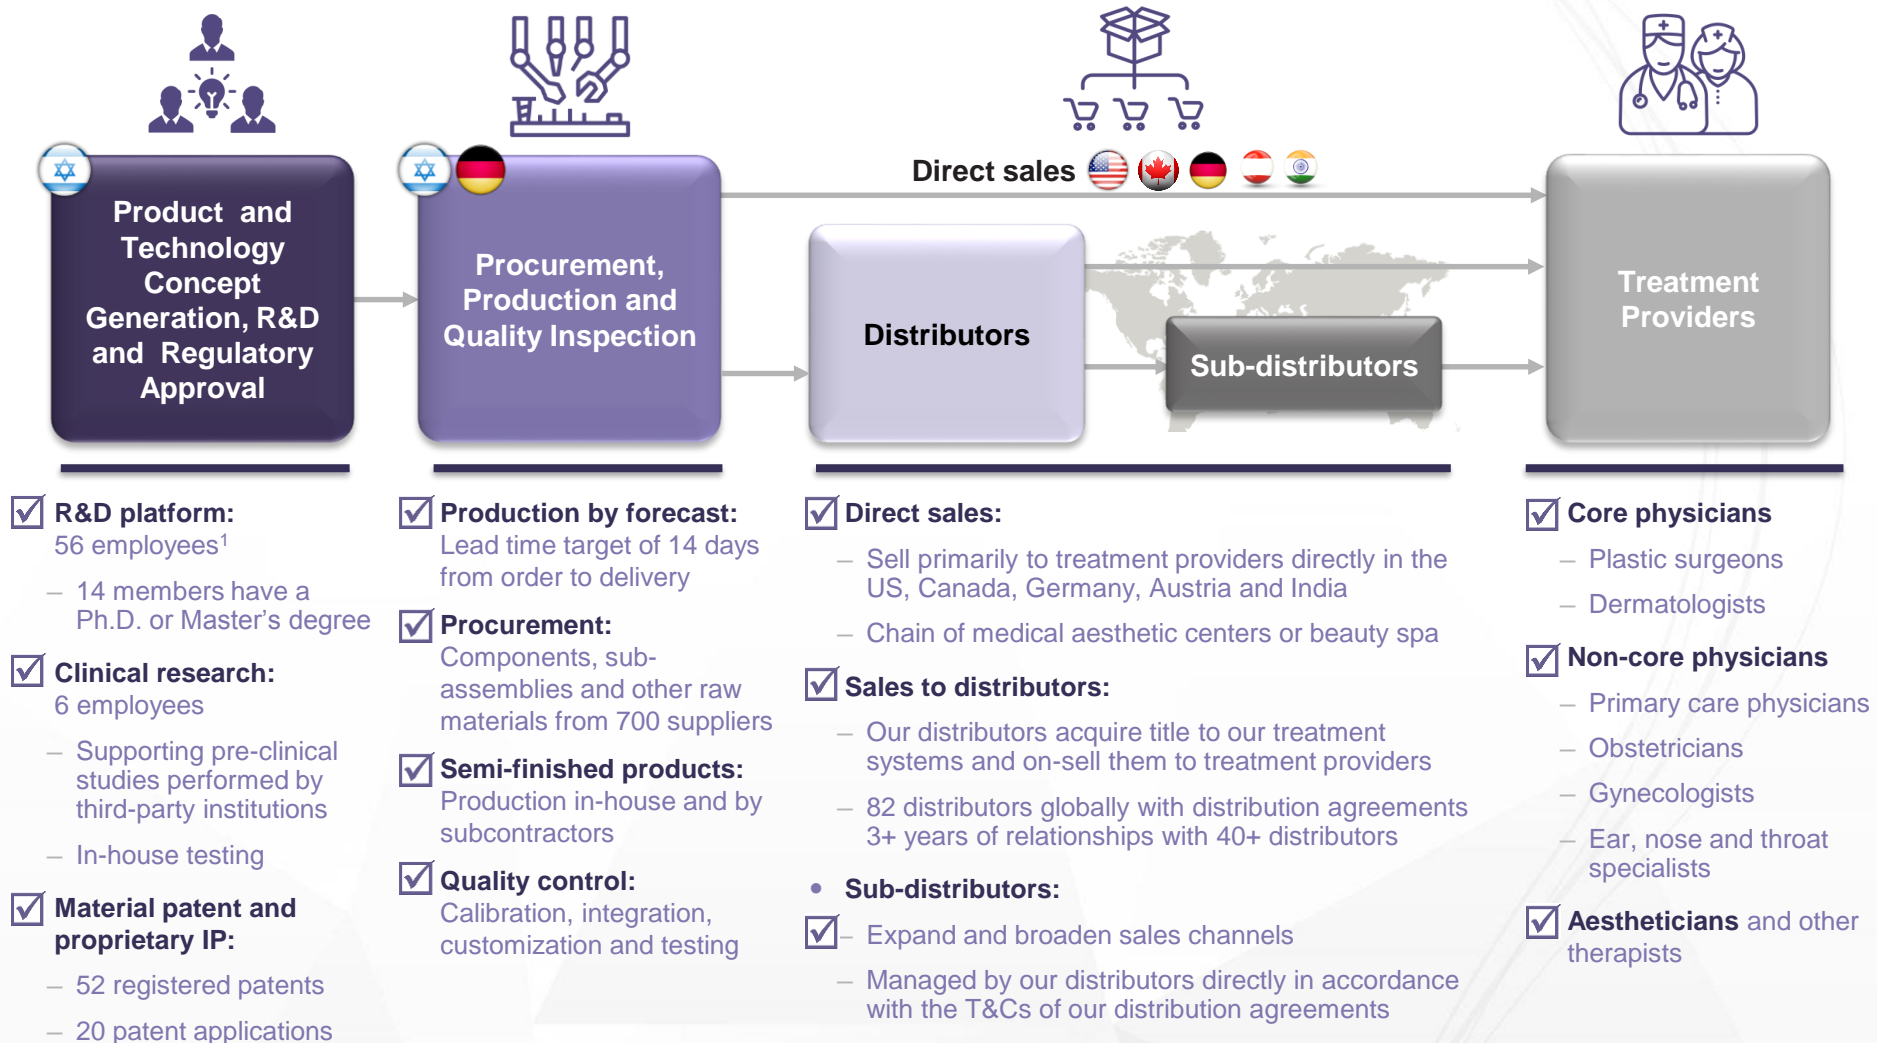 Direct sales
Product and
Technology
Concept
Generation, R&D
and Regulatory
Approval
Procurement,
Production and
Quality Inspection
Distributors
Sub-distributors
Treatment
Providers
R&D platform:
56 employees¹
– 14 members have a
Ph.D. or Master's degree
Clinical research:
6 employees
– Supporting pre-clinical
studies performed by
third-party institutions
– In-house testing
Material patent and
proprietary IP:
– 52 registered patents
– 20 patent applications
Production by forecast:
Lead time target of 14 days
from order to delivery
Procurement:
Components, sub-
assemblies and other raw
materials from 700 suppliers
Semi-finished products:
Production in-house and by
subcontractors
Quality control:
Calibration, integration,
customization and testing
Direct sales:
– Sell primarily to treatment providers directly in the
US, Canada, Germany, Austria and India
– Chain of medical aesthetic centers or beauty spa
Sales to distributors:
– Our distributors acquire title to our treatment
systems and on-sell them to treatment providers
– 82 distributors globally with distribution agreements
3+ years of relationships with 40+ distributors
• Sub-distributors:
– Expand and broaden sales channels
– Managed by our distributors directly in accordance
with the T&Cs of our distribution agreements
Core physicians
– Plastic surgeons
– Dermatologists
Non-core physicians
– Primary care physicians
– Obstetricians
– Gynecologists
– Ear, nose and throat
specialists
Aestheticians and other
therapists